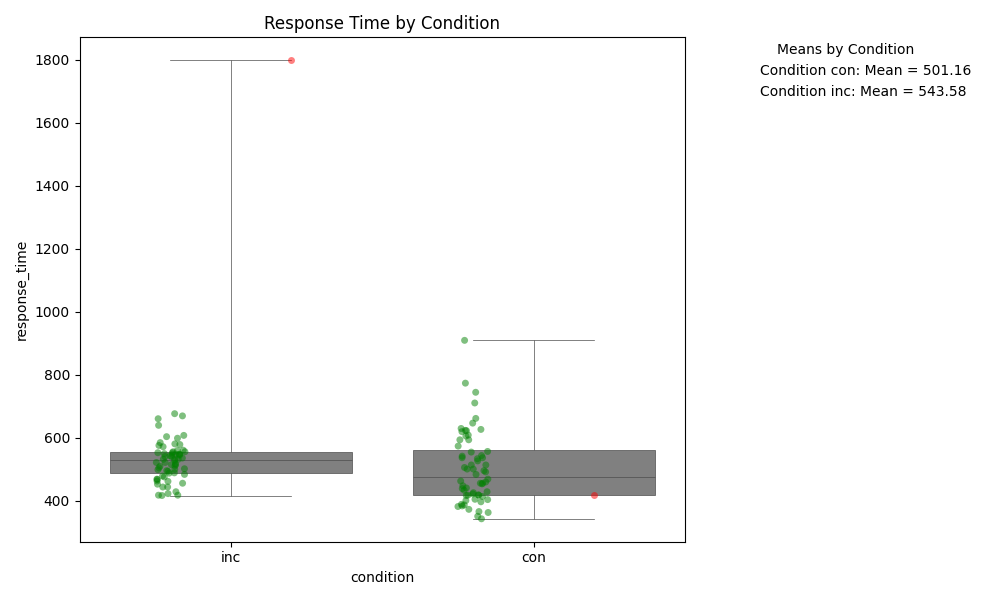 Response Time by Condition
Means by Condition
Condition con: Mean = 501.16
Condition inc: Mean = 543.58
1800
1600
1400
1200
1000
800
600
400
response_time
inc
con
condition